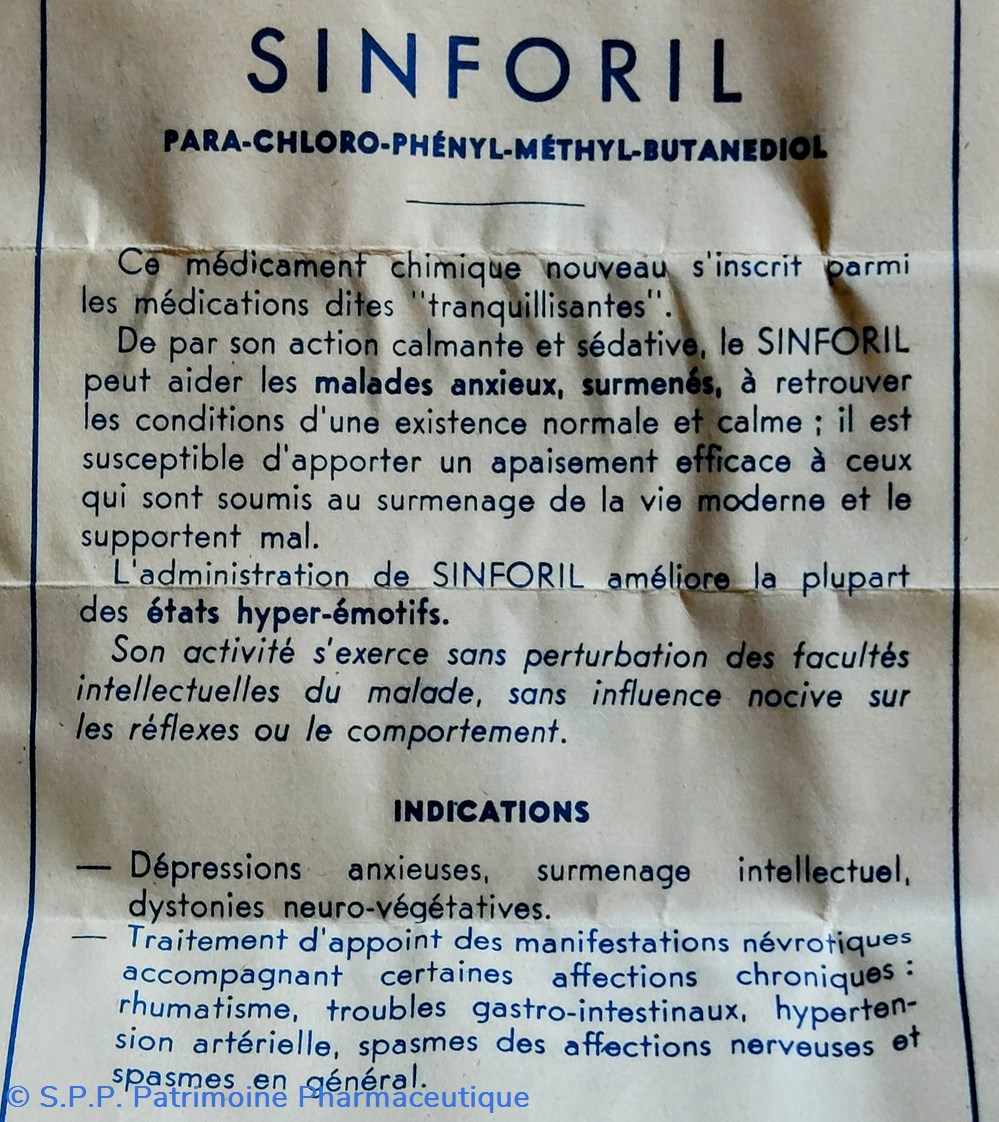 SINFORIL
PARA-CHLORO-PHÉNYL-MÉTHYL-BUTANEDIOL
Ce médicament chimique nouveau s'inscrit parmi
les médications dites "tranquillisantes".
De par son action calmante et sédative, le SINFORIL
peut aider les malades anxieux, surmenés, à retrouver
les conditions d'une existence normale et calme ; il est
susceptible d'apporter un apaisement efficace à ceux
qui sont soumis au surmenage de la vie moderne et le
supportent mal.
L'administration de SINFORIL améliore la plupart
des états hyper-émotifs.
Son activité s'exerce sans perturbation des facultés
intellectuelles du malade, sans influence nocive sur
les réflexes ou le comportement.
INDICATIONS
— Dépressions anxieuses, surmenage intellectuel,
dystonies neuro-végétatives.
— Traitement d'appoint des manifestations névrotiques
accompagnant certaines affections chroniques :
rhumatisme, troubles gastro-intestinaux, hyperten-
sion artérielle, spasmes des affections nerveuses et
spasmes en général.
© S.P.P. Patrimoine Pharmaceutique